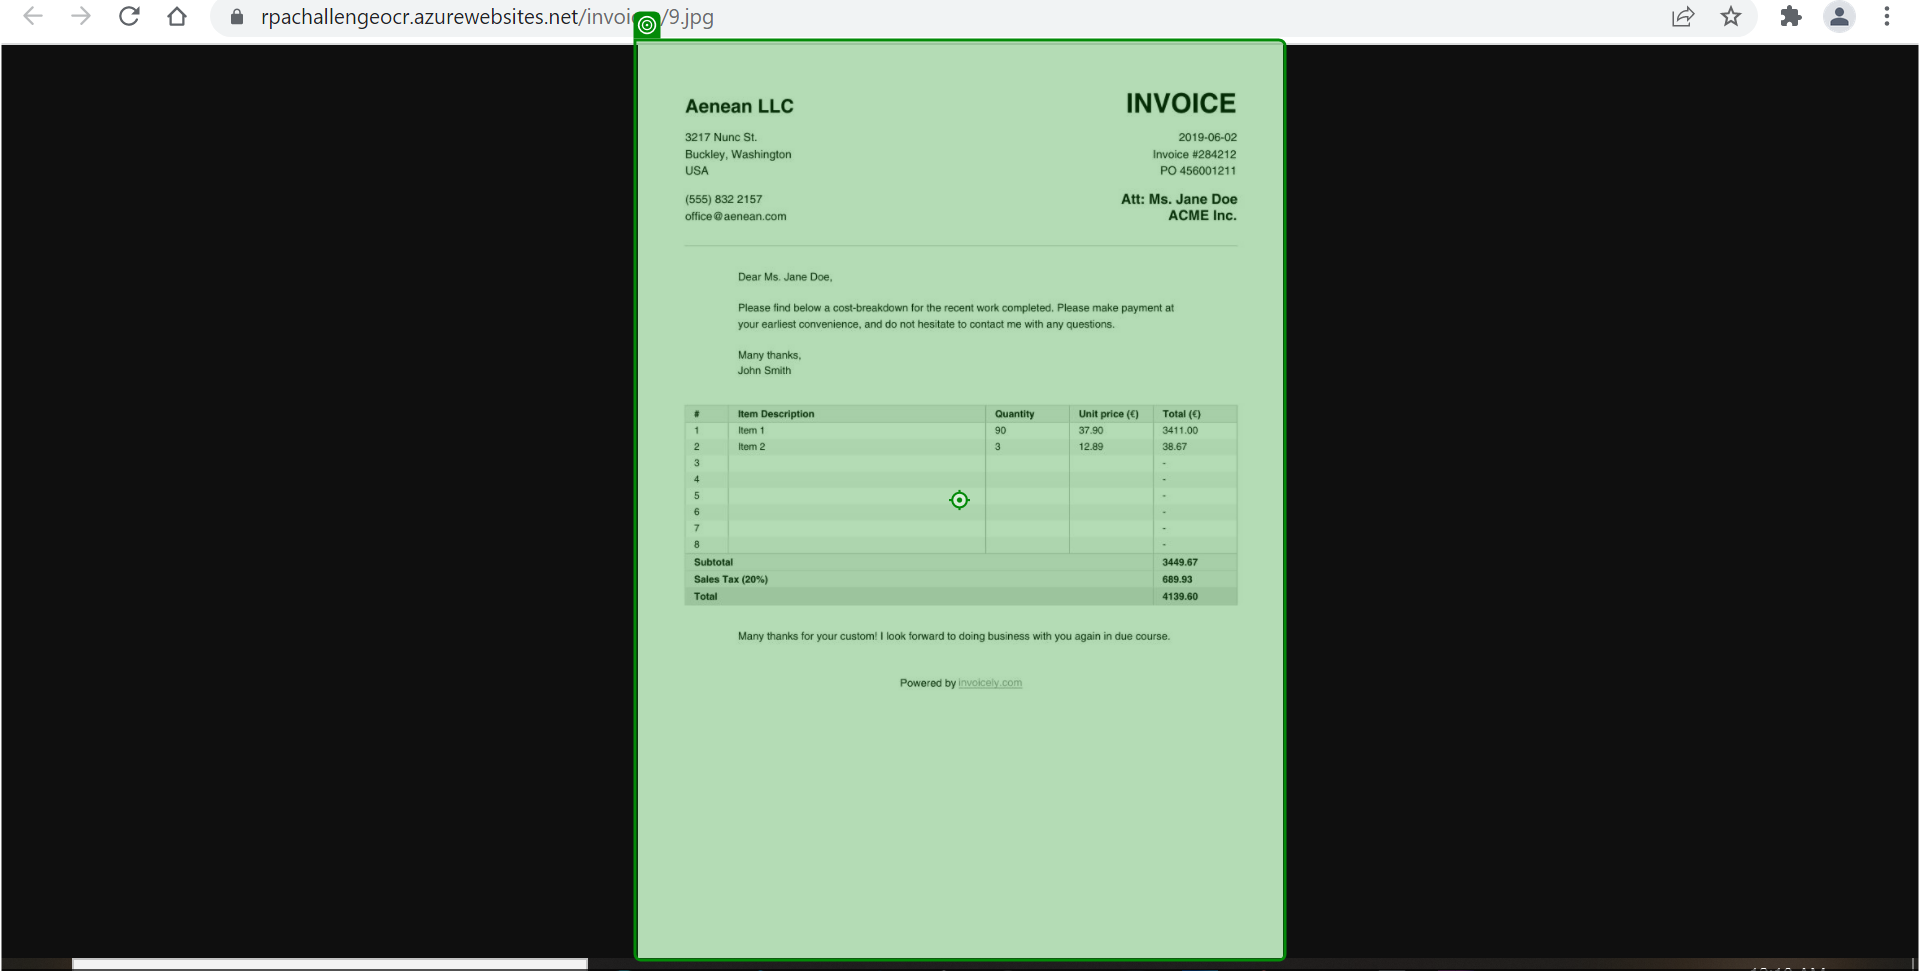 rpachallengeocr.azurewebsites.net/invoi /9.jpg
Aenean LLC
INVOICE
3217 Nunc St.
Buckley, Washington
USA
2019-06-02
Invoice #284212
PO 456001211
(555) 832 2157
office@aenean.com
Att: Ms. Jane Doe
ACME Inc.
Dear Ms. Jane Doe,
Please find below a cost-breakdown for the recent work completed. Please make payment at
your earliest convenience, and do not hesitate to contact me with any questions.
Many thanks,
John Smith
# Item Description Quantity Unit price (€) Total (€)
1 Item 1 90 37.90 3411.00
2 Item 2 3 12.89 38.67
3 -
4 -
5 -
6 -
7 -
8 -
Subtotal 3449.67
Sales Tax (20%) 689.93
Total 4139.60
Many thanks for your custom! I look forward to doing business with you again in due course.
Powered by invoicely.com